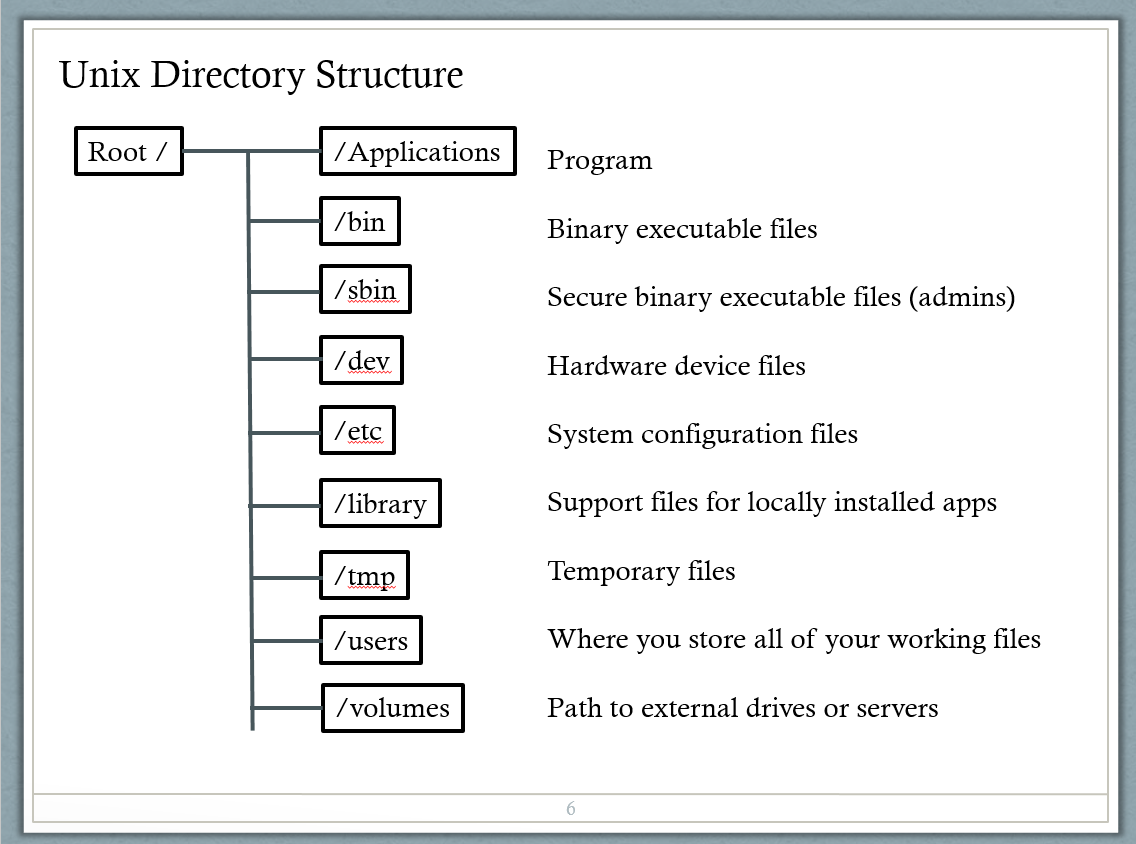 Unix Directory Structure
Root /
/Applications
Program
/bin
Binary executable files
/sbin
Secure binary executable files (admins)
/dev
Hardware device files
/etc
System configuration files
/library
Support files for locally installed apps
/tmp
Temporary files
/users
Where you store all of your working files
/volumes
Path to external drives or servers
6